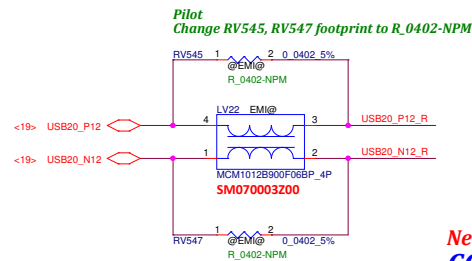 Pilot
Change RV545, RV547 footprint to R_0402-NPM
RV545 1 2 0_0402_5%
@EMI@
R_0402-NPM
LV22 EMI@
<19> USB20_P12 4 3 USB20_P12_R
<19> USB20_N12 1 2 USB20_N12_R
MCM1012B900F06BP_4P
SM070003Z00
RV547 1 2 0_0402_5%
@EMI@
R_0402-NPM
Ne